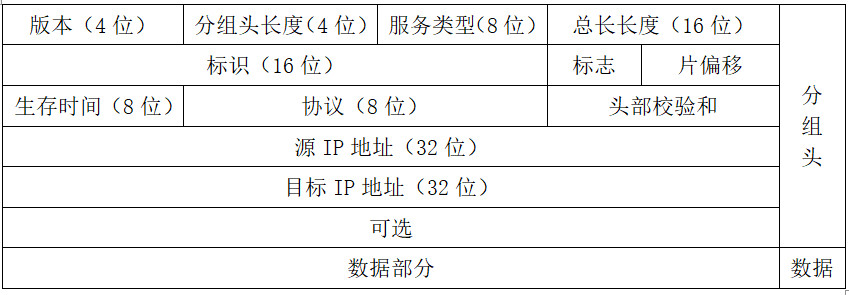 版本（4 位） 分组头长度（4 位） 服务类型（8 位） 总长长度（16 位）
标识（16 位） 标志 片偏移
生存时间（8 位） 协议（8 位） 头部校验和
源 IP 地址（32 位）
目标 IP 地址（32 位）
可选
分组头
数据部分 数据